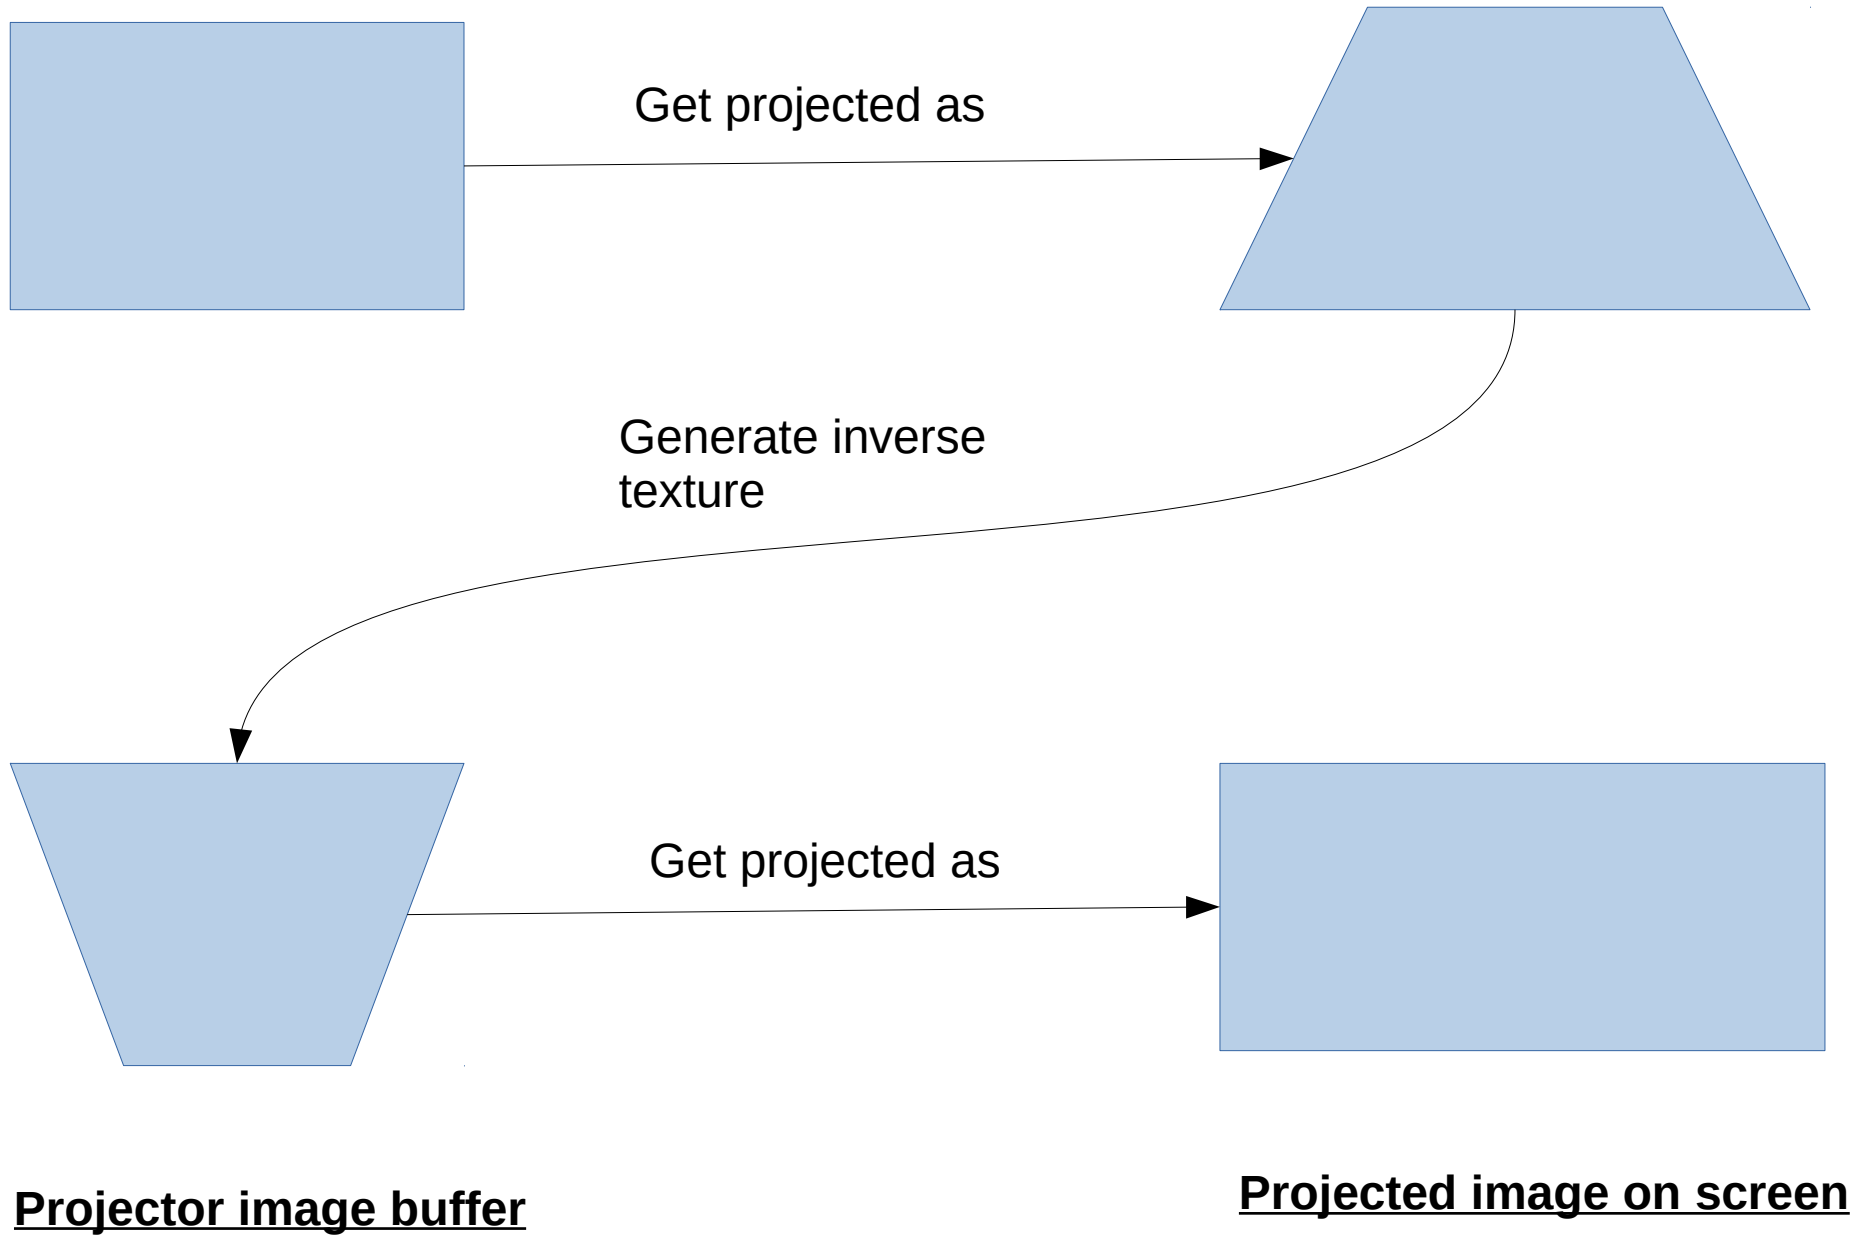 Get projected as
Generate inverse
texture
Get projected as
Projector image buffer
Projected image on screen